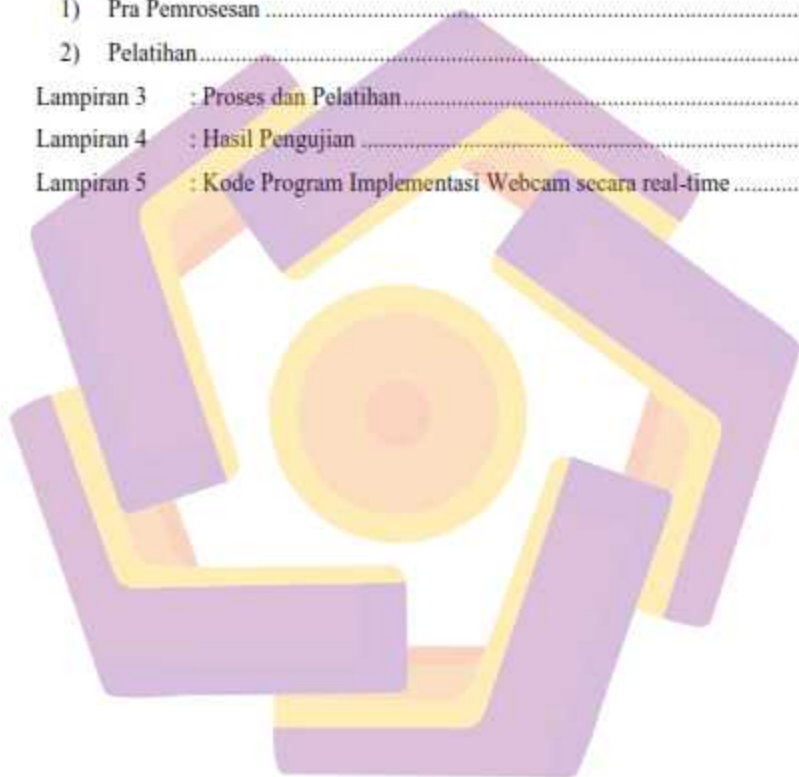 1) Pra Pemrosesan ................................................................
2) Pelatihan ................................................................
Lampiran 3 : Proses dan Pelatihan ................................................................
Lampiran 4 : Hasil Pengujian ................................................................
Lampiran 5 : Kode Program Implementasi Webcam secara real-time ............